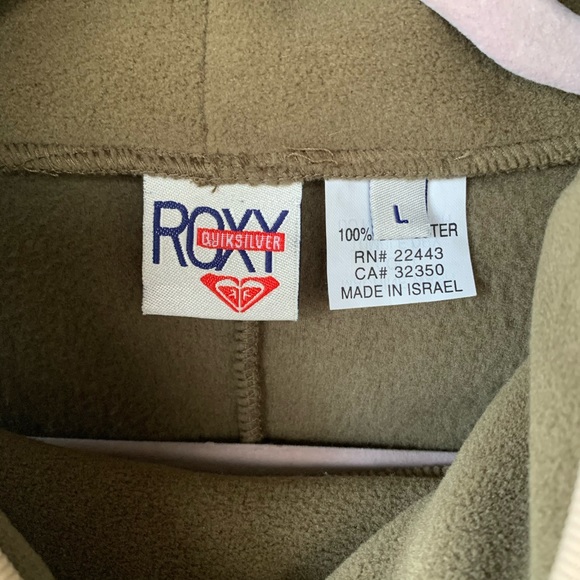 ROXY
QUIKSILVER
L
100%
RN# 22443
CA# 32350
MADE IN ISRAEL